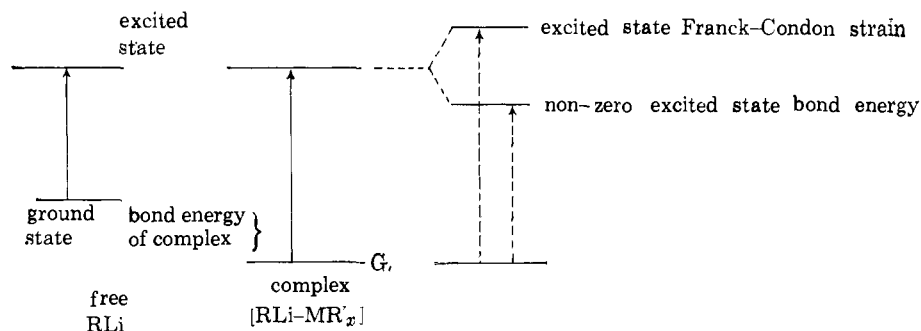 excited
state
excited state Franck–Condon strain
non-zero excited state bond energy
ground
state
bond energy
of complex }
G,
complex
[RLi–MR'x]
free
RLi